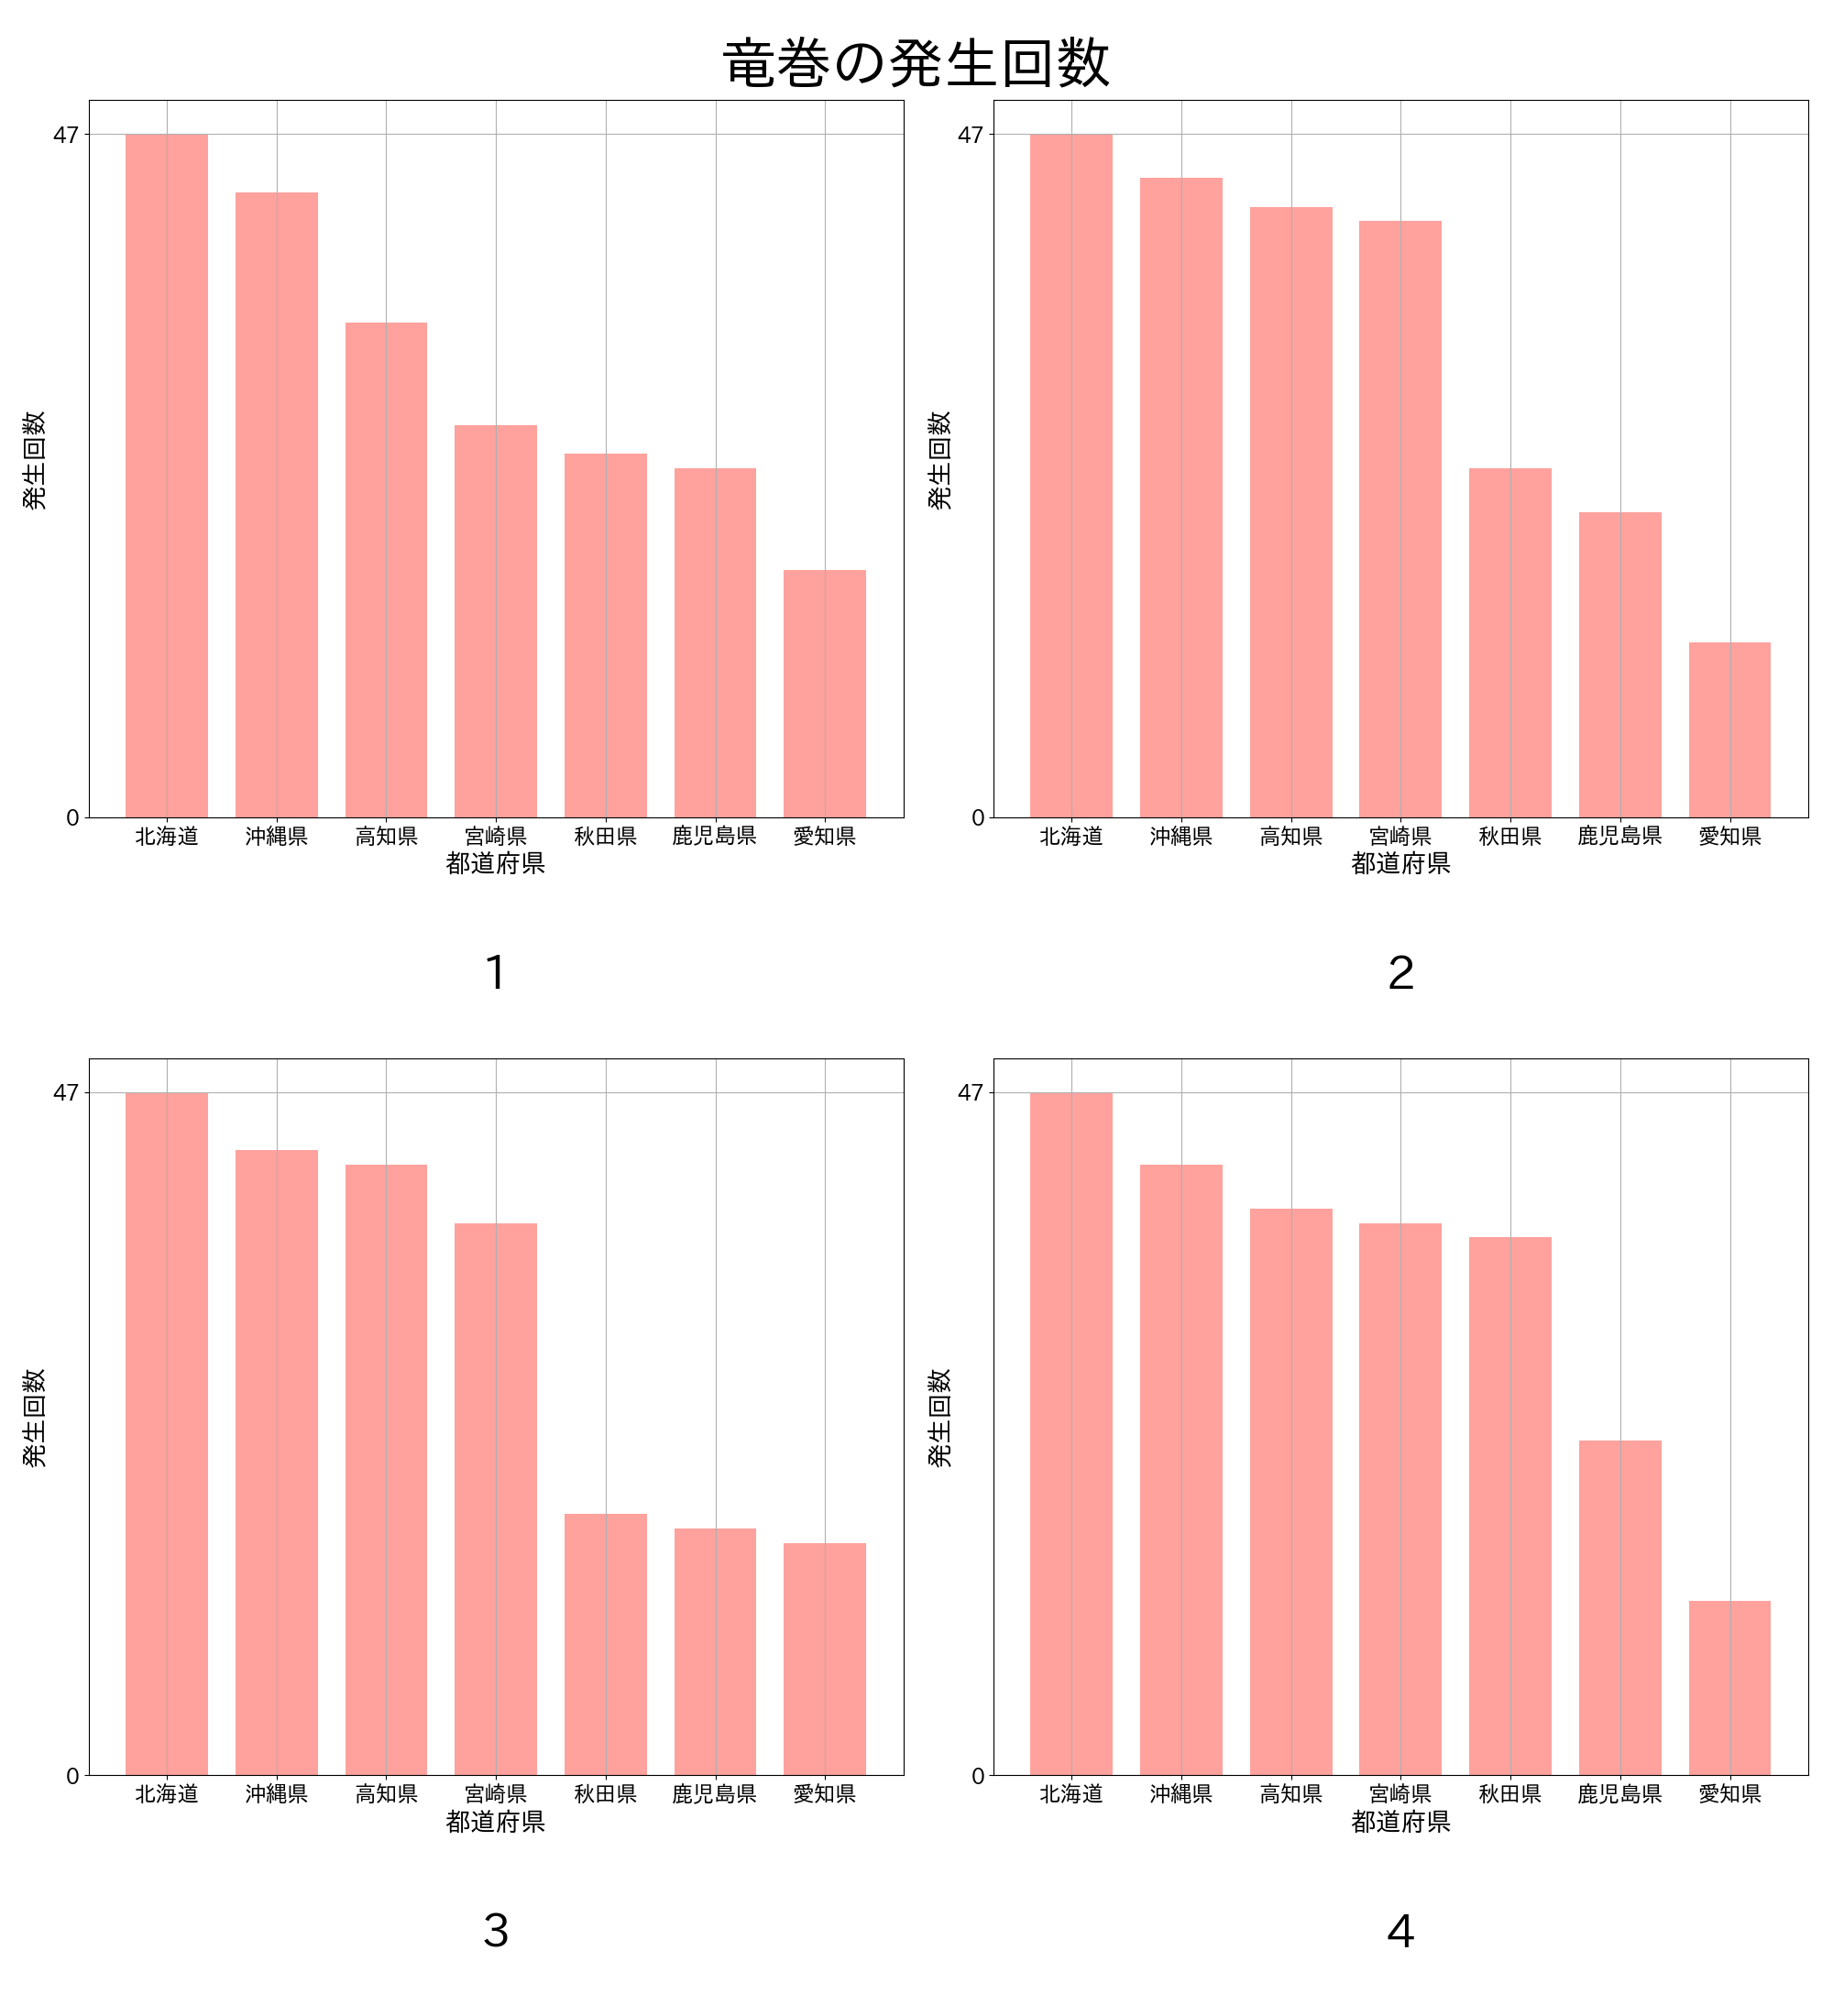 竜巻の発生回数
47
0
発生回数
北海道 沖縄県 高知県 宮崎県 秋田県 鹿児島県 愛知県
都道府県
1
47
0
発生回数
北海道 沖縄県 高知県 宮崎県 秋田県 鹿児島県 愛知県
都道府県
2
47
0
発生回数
北海道 沖縄県 高知県 宮崎県 秋田県 鹿児島県 愛知県
都道府県
3
47
0
発生回数
北海道 沖縄県 高知県 宮崎県 秋田県 鹿児島県 愛知県
都道府県
4